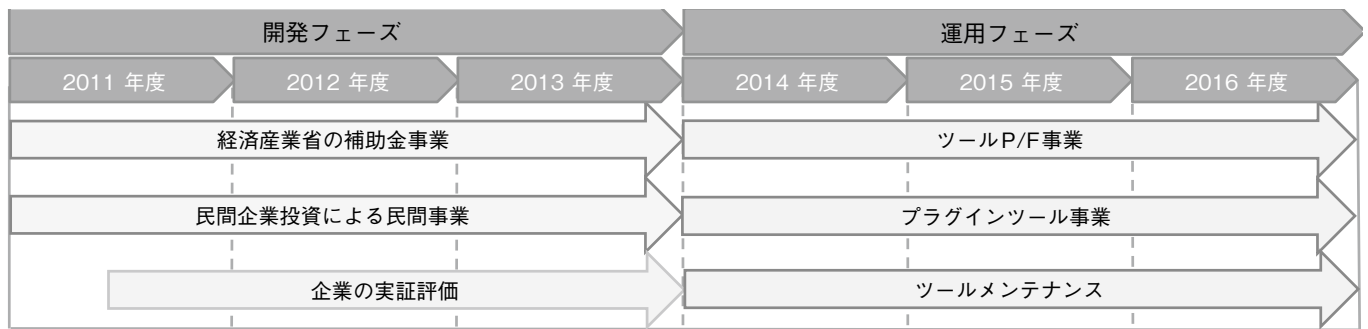 開発フェーズ
運用フェーズ
2011 年度
2012 年度
2013 年度
2014 年度
2015 年度
2016 年度
経済産業省の補助金事業
ツールP/F事業
民間企業投資による民間事業
プラグインツール事業
企業の実証評価
ツールメンテナンス